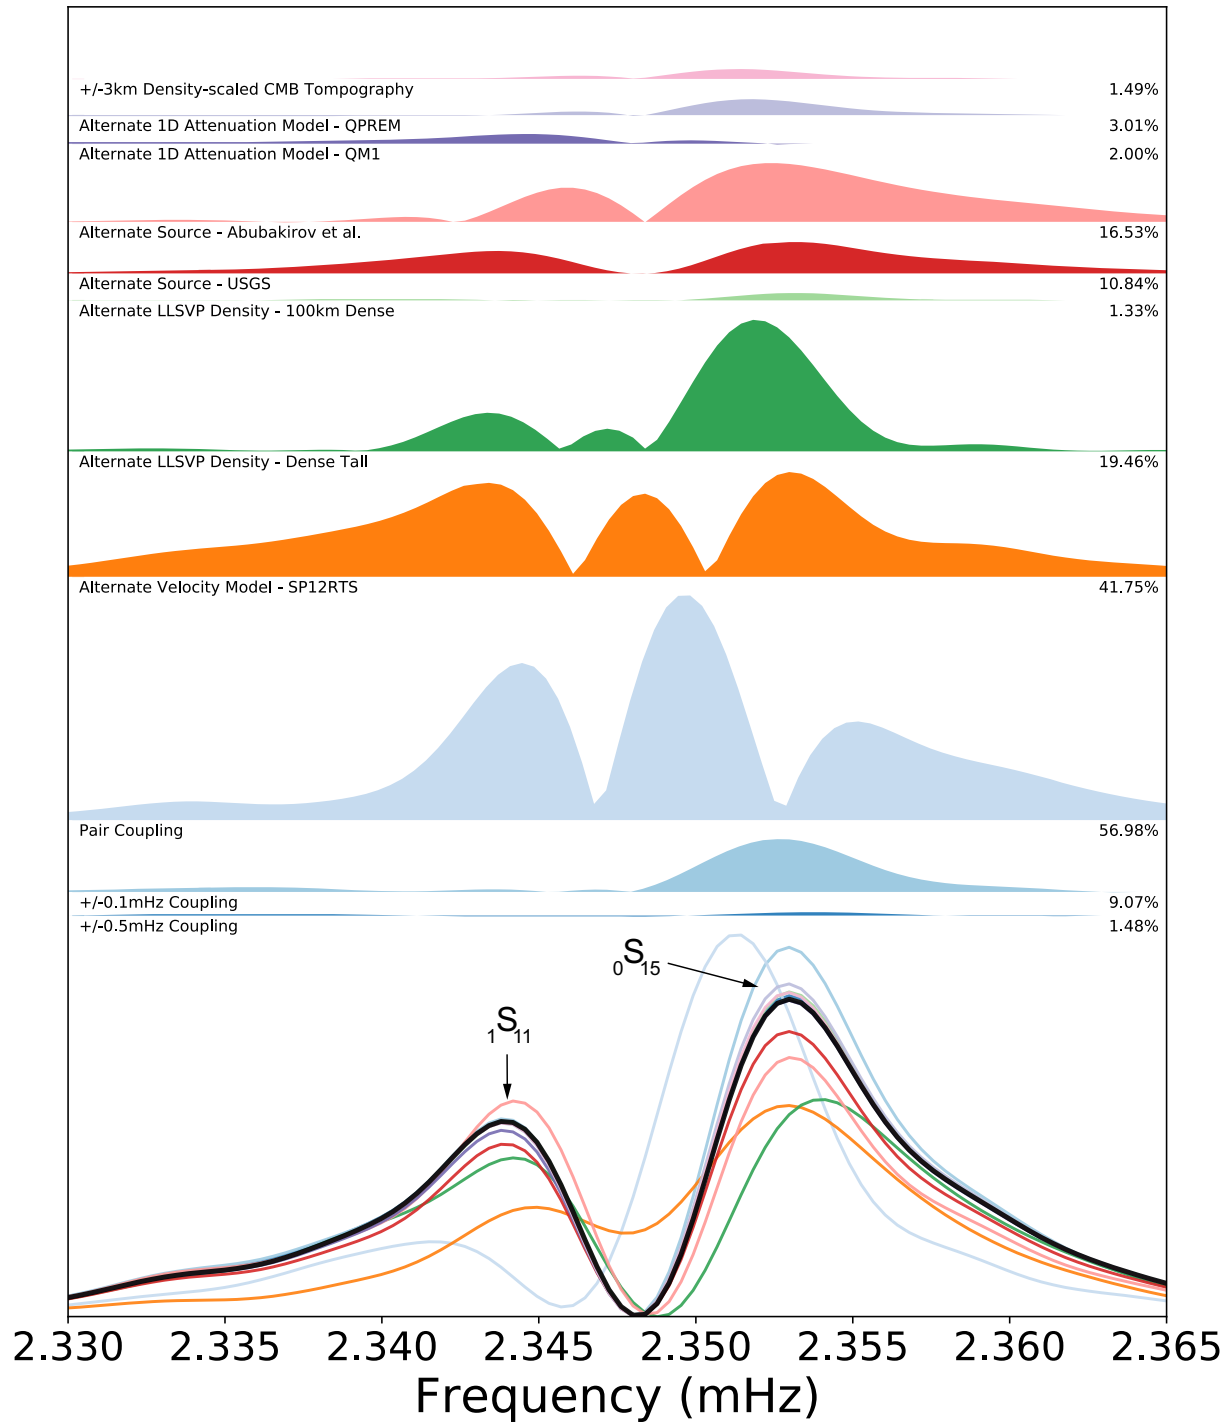 +/-3km Density-scaled CMB Tompography 1.49%
Alternate 1D Attenuation Model - QPREM 3.01%
Alternate 1D Attenuation Model - QM1 2.00%
Alternate Source - Abubakirov et al. 16.53%
Alternate Source - USGS 10.84%
Alternate LLSVP Density - 100km Dense 1.33%
Alternate LLSVP Density - Dense Tall 19.46%
Alternate Velocity Model - SP12RTS 41.75%
Pair Coupling 56.98%
+/-0.1mHz Coupling 9.07%
+/-0.5mHz Coupling 1.48%
₀S₁₅
₁S₁₁
2.330 2.335 2.340 2.345 2.350 2.355 2.360 2.365
Frequency (mHz)